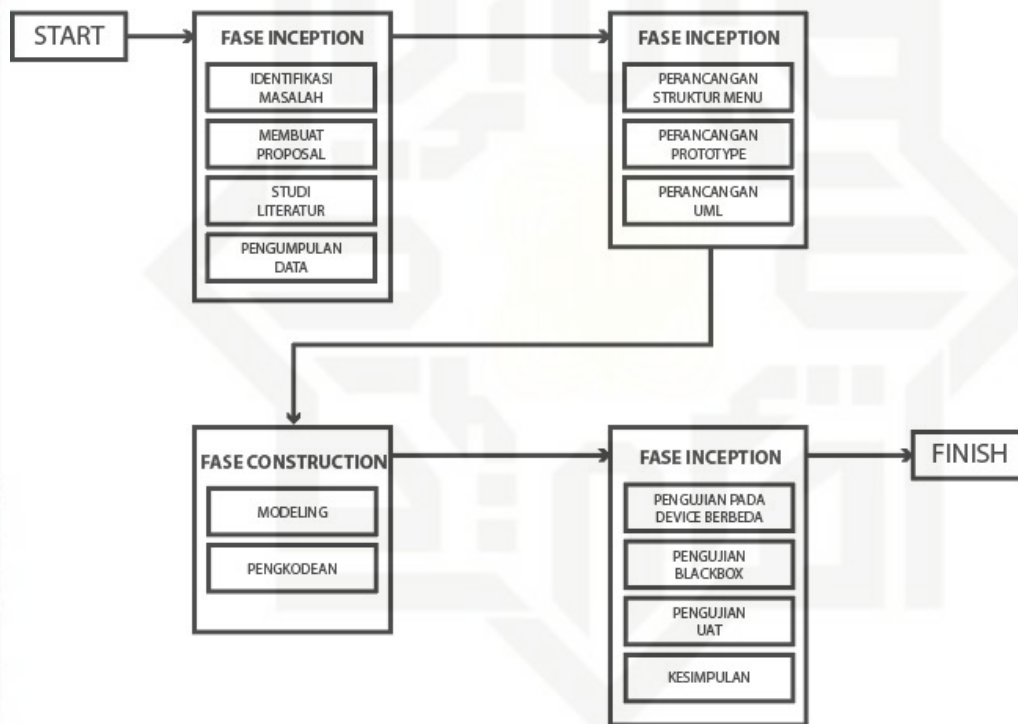 START
FASE INCEPTION
IDENTIFIKASI
MASALAH
MEMBUAT
PROPOSAL
STUDI
LITERATUR
PENGUMPULAN
DATA
FASE INCEPTION
PERANCANGAN
STRUKTUR MENU
PERANCANGAN
PROTOTYPE
PERANCANGAN
UML
FASE CONSTRUCTION
MODELING
PENGKODEAN
FASE INCEPTION
PENGUJIAN PADA
DEVICE BERBEDA
PENGUJIAN
BLACKBOX
PENGUJIAN
UAT
KESIMPULAN
FINISH